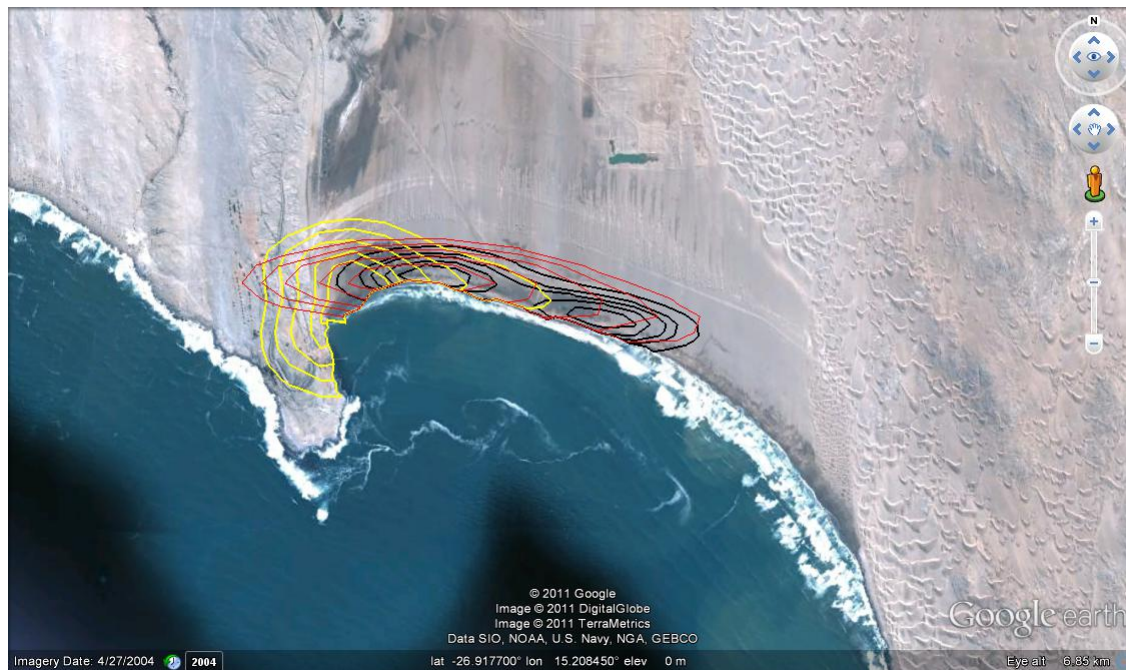 N
© 2011 Google
Image © 2011 DigitalGlobe
Image © 2011 TerraMetrics
Data SIO, NOAA, U.S. Navy, NGA, GEBCO
Google earth
Imagery Date: 4/27/2004 2004 lat -26.917700° lon 15.208450° elev 0 m Eye alt 6.85 km